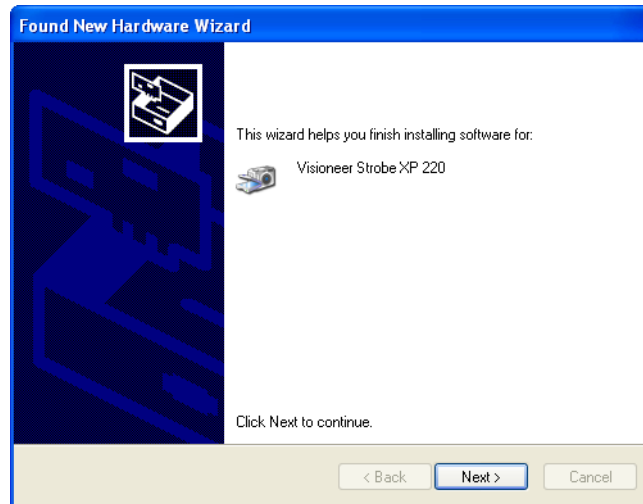 Found New Hardware Wizard
This wizard helps you finish installing software for:
Visioneer Strobe XP 220
Click Next to continue.
< Back
Next >
Cancel